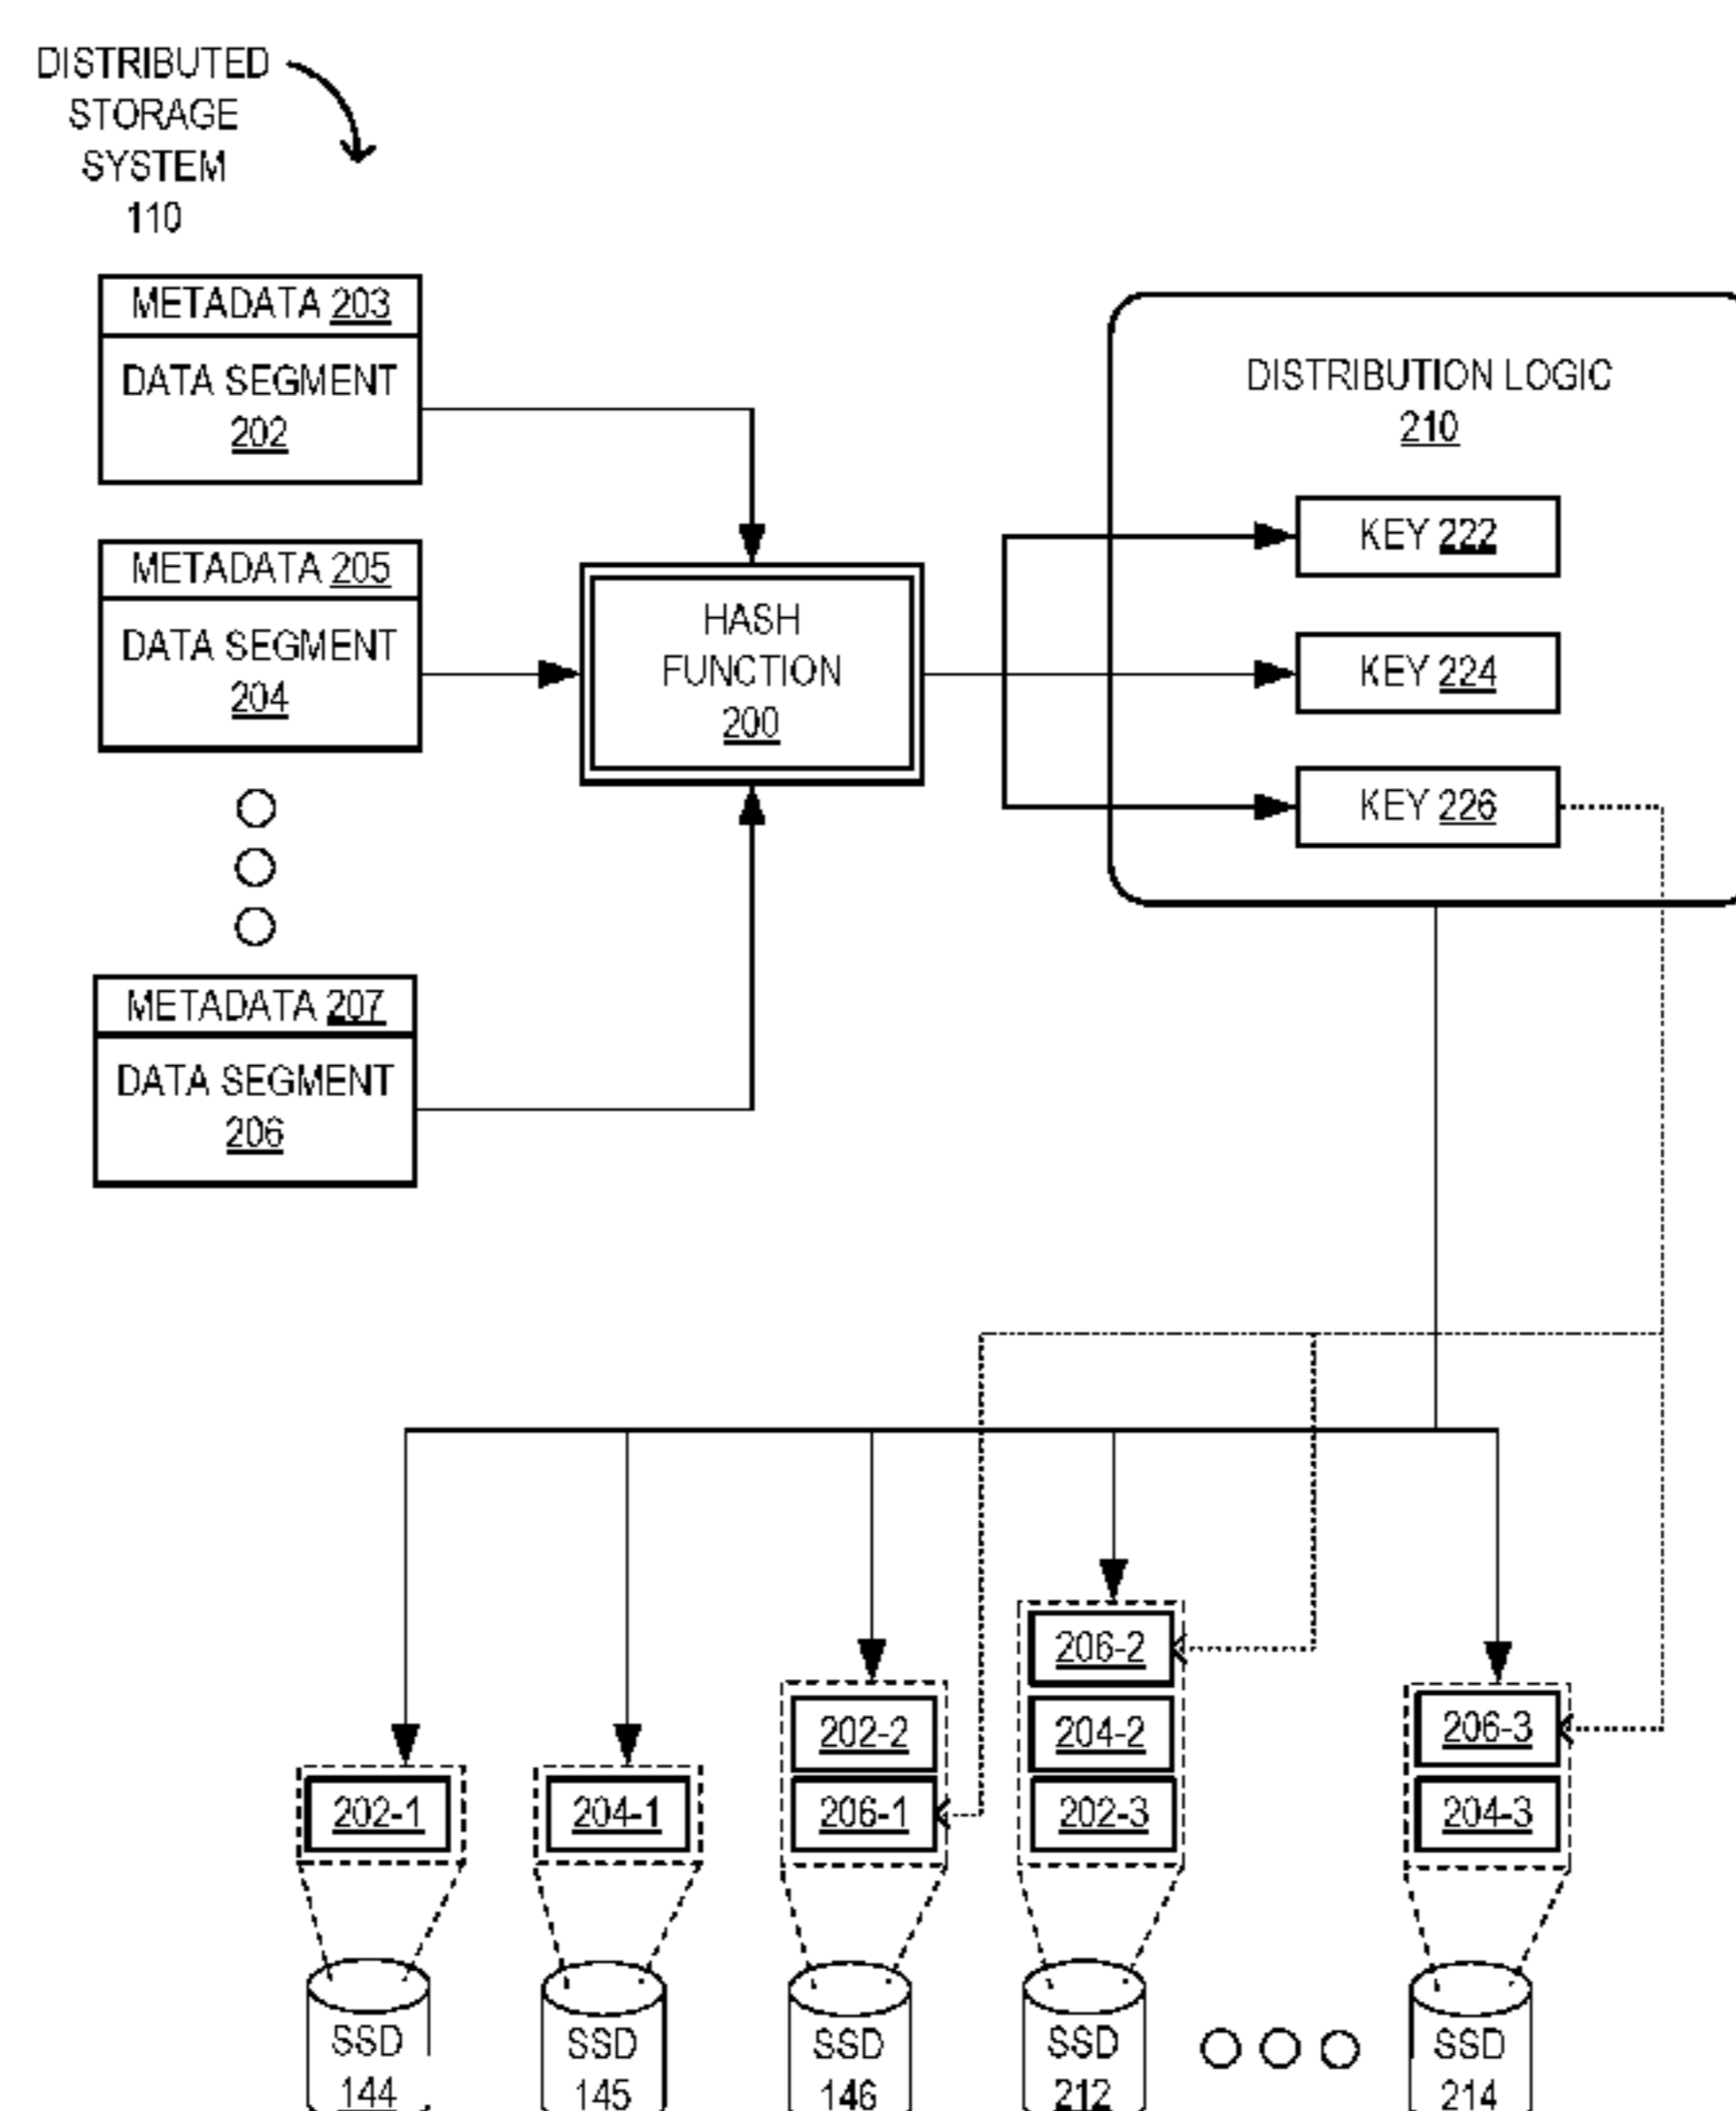 DISTRIBUTED
STORAGE
SYSTEM
110
METADATA 203
DATA SEGMENT
202
METADATA 205
DATA SEGMENT
204
METADATA 207
DATA SEGMENT
206
HASH
FUNCTION
200
DISTRIBUTION LOGIC
210
KEY 222
KEY 224
KEY 226
202-1
204-1
202-2
206-1
206-2
204-2
202-3
206-3
204-3
SSD
144
SSD
145
SSD
146
SSD
212
SSD
214